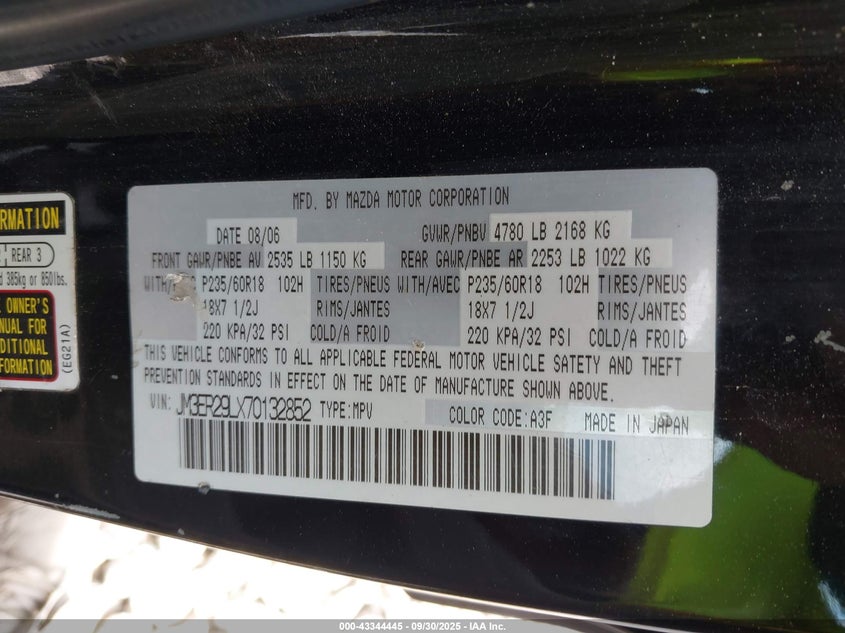 MFD. BY MAZDA MOTOR CORPORATION
DATE 08/06 GVWR/PNBV 4780 LB 2168 KG
FRONT GAWR/PNBE AV 2535 LB 1150 KG REAR GAWR/PNBE AR 2253 LB 1022 KG
P235/60R18 102H TIRES/PNEUS WITH/AVEC P235/60R18 102H TIRES/PNEUS
18X7 1/2J RIMS/JANTES 18X7 1/2J RIMS/JANTES
220 KPA/32 PSI COLD/A FROID 220 KPA/32 PSI COLD/A FROID
THIS VEHICLE CONFORMS TO ALL APPLICABLE FEDERAL MOTOR VEHICLE SAFETY AND THEFT
PREVENTION STANDARDS IN EFFECT ON THE DATE OF MANUFACTURE SHOWN ABOVE.
VIN: JM3ER29LX70132852 TYPE:MPV COLOR CODE:A3F MADE IN JAPAN
REAR 3
385kg or 850lbs.
OWNER'S
FOR
(EG21A)
000-43344445 - 09/30/2025 - IAA Inc.